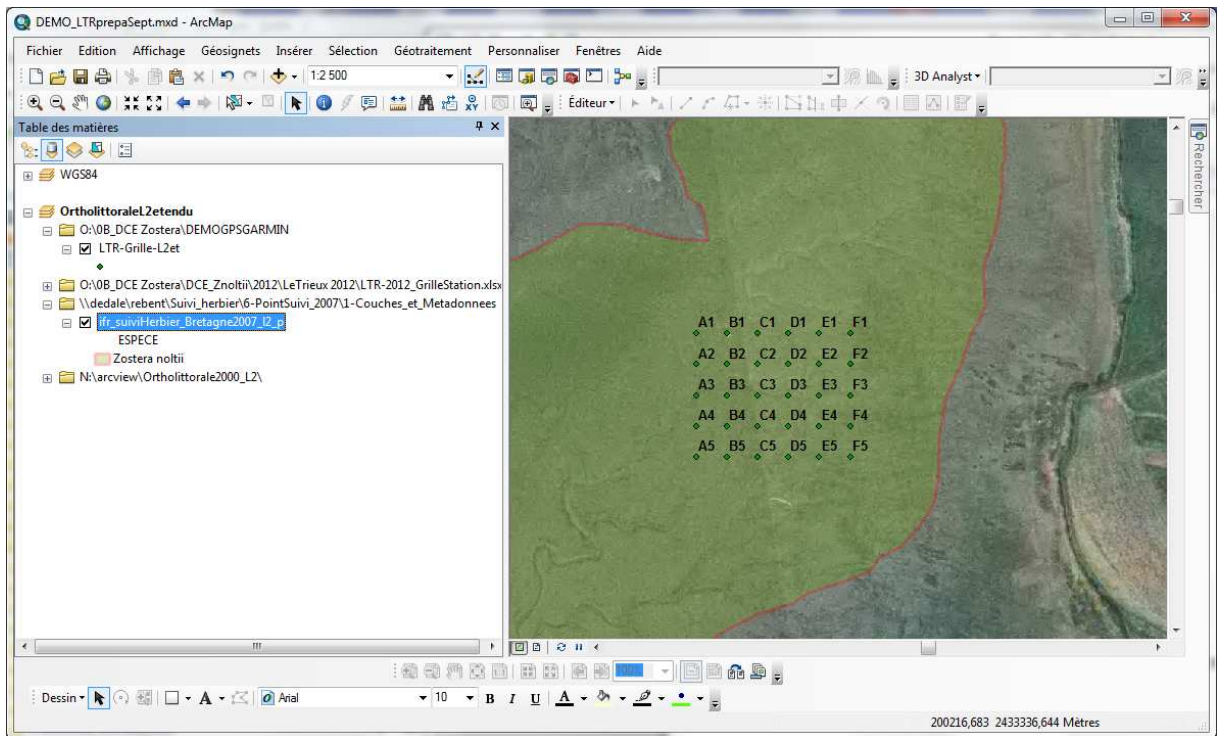 DEMO_LTRprepaSept.mxd - ArcMap
Fichier Edition Affichage Géosignets Insérer Sélection Géotraitement Personnaliser Fenêtres Aide
1:2 500
3D Analyst
Éditeur
Table des matières
WGS84
OrtholittoraleL2etendu
O:\0B_DCE Zostera\DEMOGPSGARMIN
LTR-Grille-L2et
O:\0B_DCE Zostera\DCE_Znoltii\2012\LeTrieux 2012\LTR-2012_GrilleStation.xlsx
\\dedale\rebent\Suivi_herbier\6-PointSuivi_2007\1-Couches_et_Metadonnees
ifr_suiviHerbier_Bretagne2007_l2_p
ESPECE
Zostera noltii
N:\arcview\Ortholittorale2000_L2\
Rechercher
A1 B1 C1 D1 E1 F1
A2 B2 C2 D2 E2 F2
A3 B3 C3 D3 E3 F3
A4 B4 C4 D4 E4 F4
A5 B5 C5 D5 E5 F5
100%
Dessin A Arial 10 B I U A
200216,683 2433336,644 Mètres